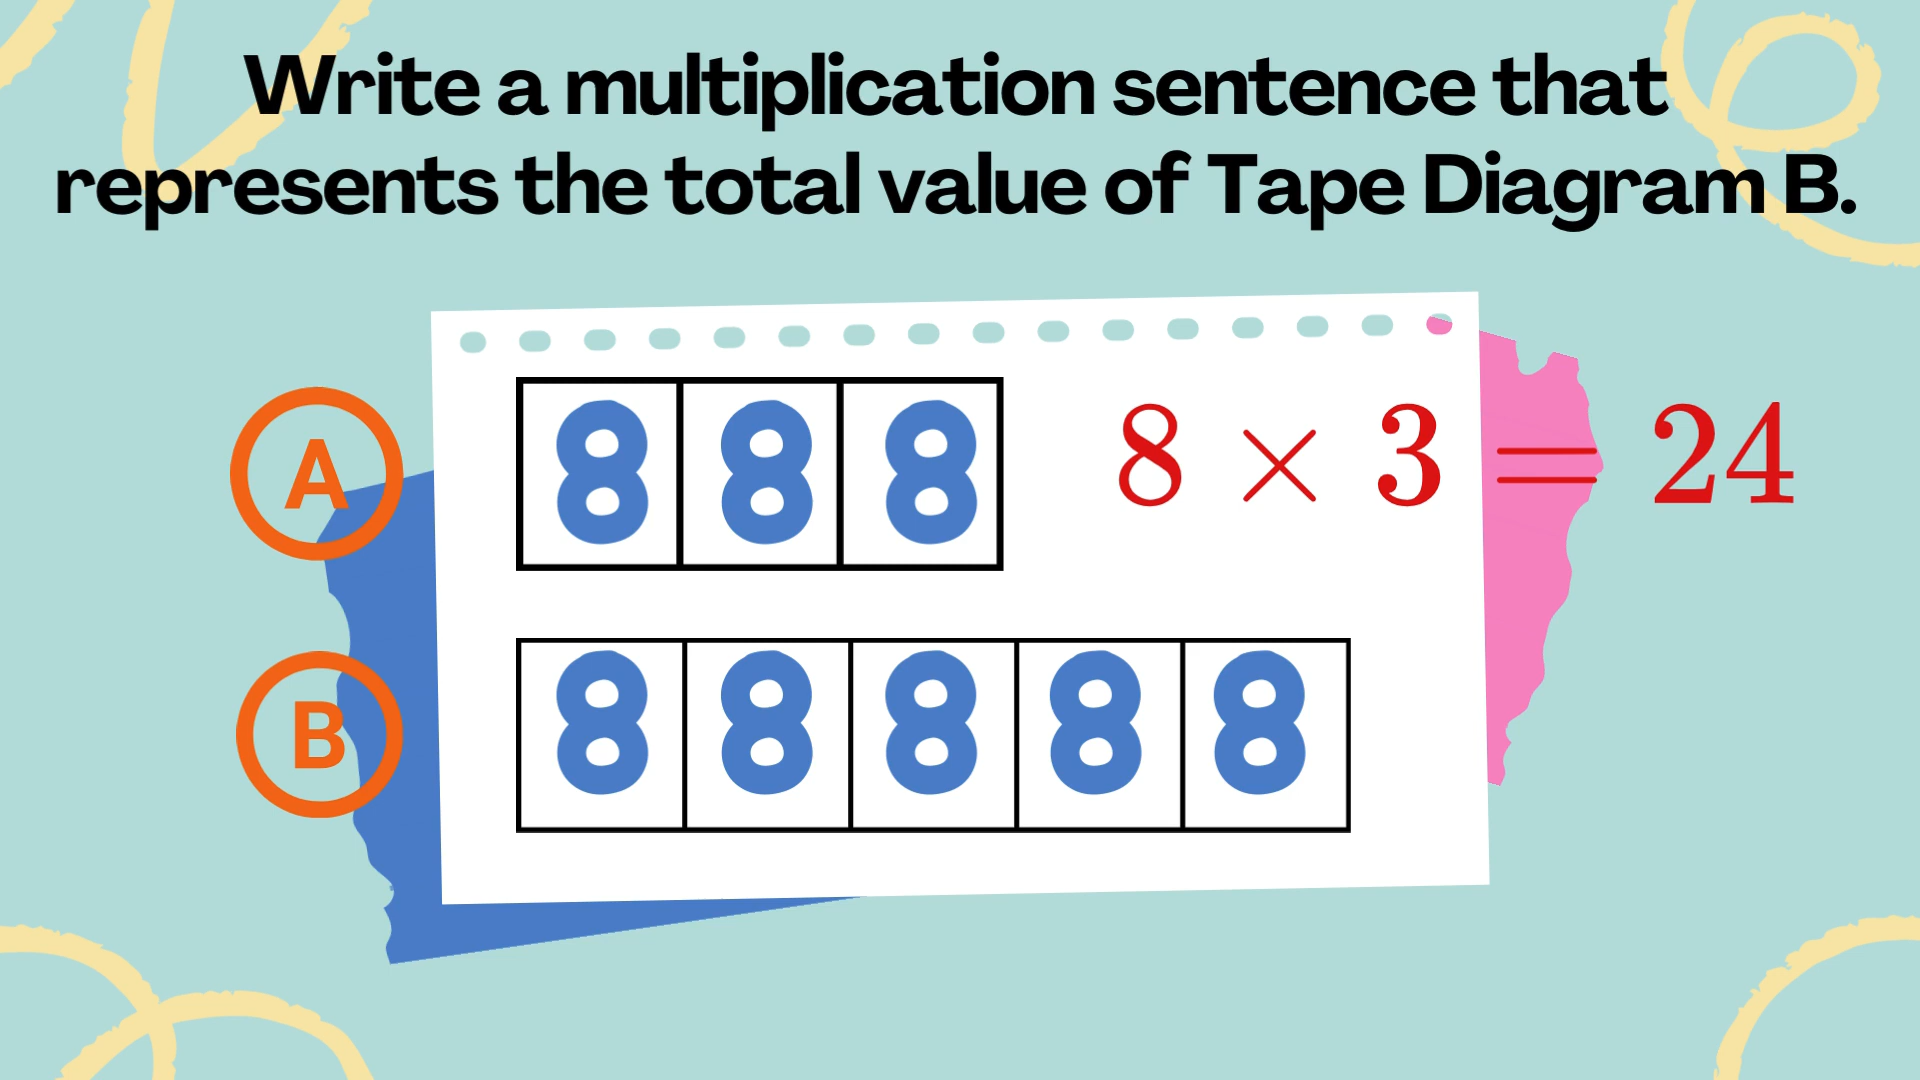 Write a multiplication sentence that
represents the total value of Tape Diagram B.
A
8 8 8
8 × 3 = 24
B
8 8 8 8 8